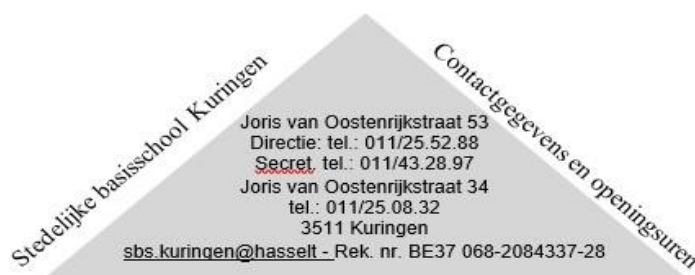 Stedelijke basisschool Kuringen
Contactgegevens en openingsuren
Joris van Oostenrijkstraat 53
Directie: tel.: 011/25.52.88
Secret. tel.: 011/43.28.97
Joris van Oostenrijkstraat 34
tel.: 011/25.08.32
3511 Kuringen
sbs.kuringen@hasselt - Rek. nr. BE37 068-2084337-28